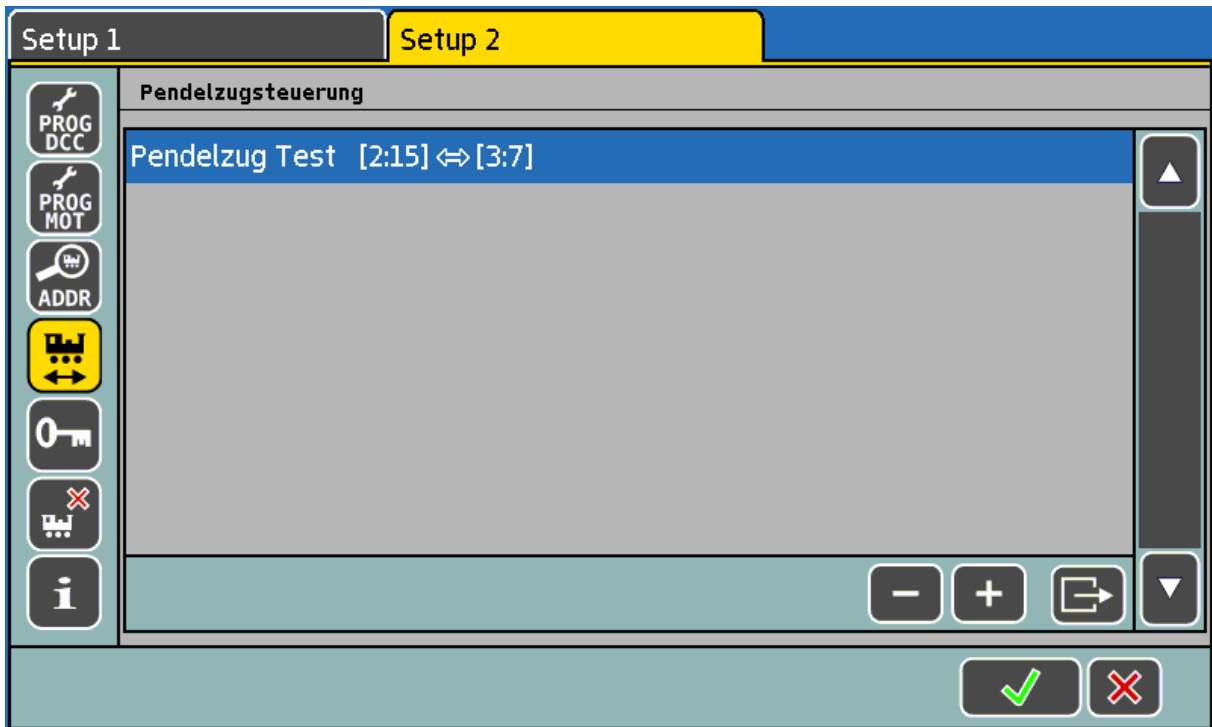 Setup 1
Setup 2
Pendelzugsteuerung
Pendelzug Test [2:15]⇔[3:7]
PROG
DCC
PROG
MOT
ADDR
i